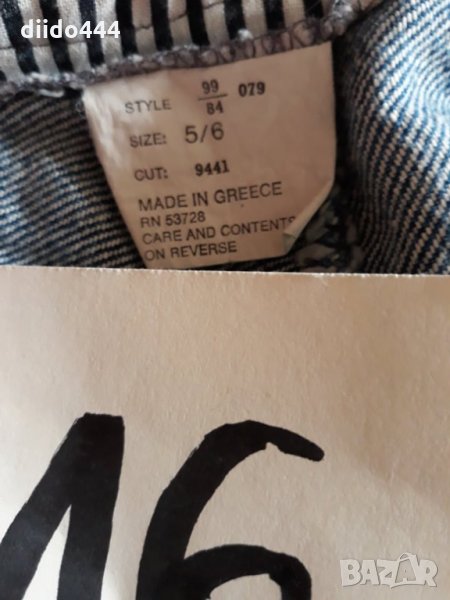 diido444
STYLE 99/84 079
SIZE: 5/6
CUT: 9441
MADE IN GREECE
RN 53728
CARE AND CONTENTS
ON REVERSE
16
BAZAR